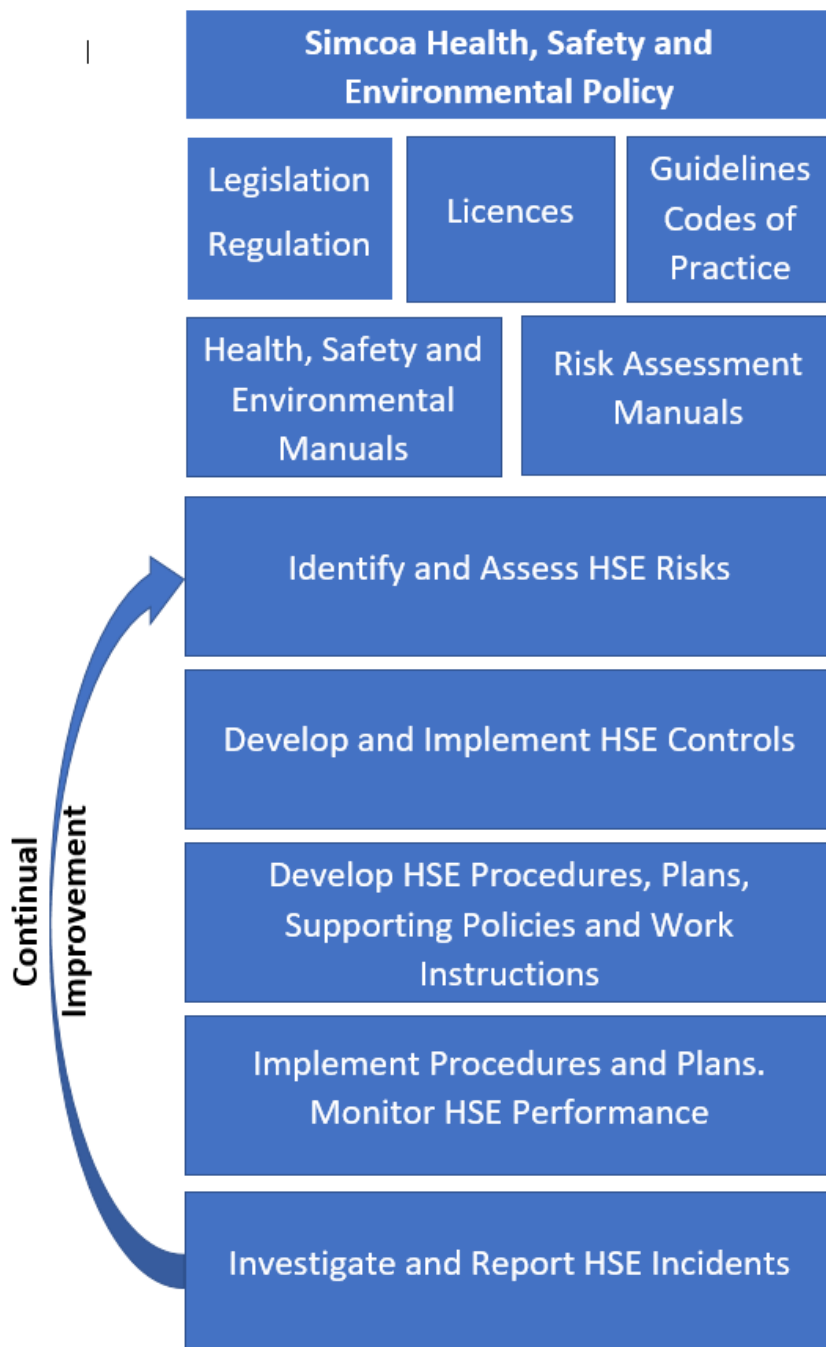 Simcoa Health, Safety and
Environmental Policy
Legislation
Regulation
Licences
Guidelines
Codes of
Practice
Health, Safety and
Environmental
Manuals
Risk Assessment
Manuals
Identify and Assess HSE Risks
Develop and Implement HSE Controls
Develop HSE Procedures, Plans,
Supporting Policies and Work
Instructions
Implement Procedures and Plans.
Monitor HSE Performance
Investigate and Report HSE Incidents
Continual
Improvement